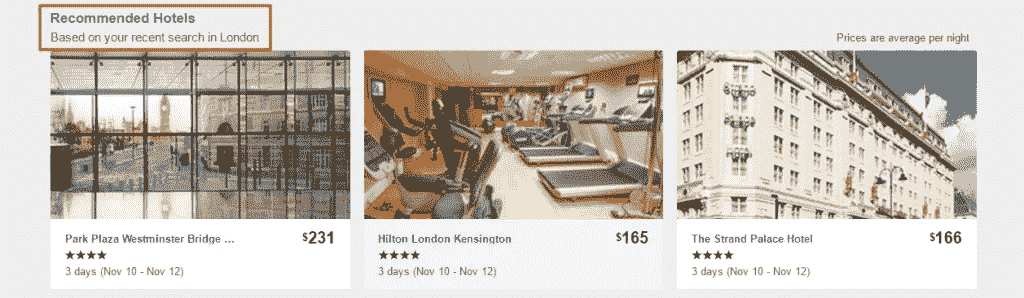 Recommended Hotels
Based on your recent search in London
Prices are average per night
Park Plaza Westminster Bridge ...
$231
★★★★
3 days (Nov 10 - Nov 12)
Hilton London Kensington
$165
★★★★
3 days (Nov 10 - Nov 12)
The Strand Palace Hotel
$166
★★★★
3 days (Nov 10 - Nov 12)